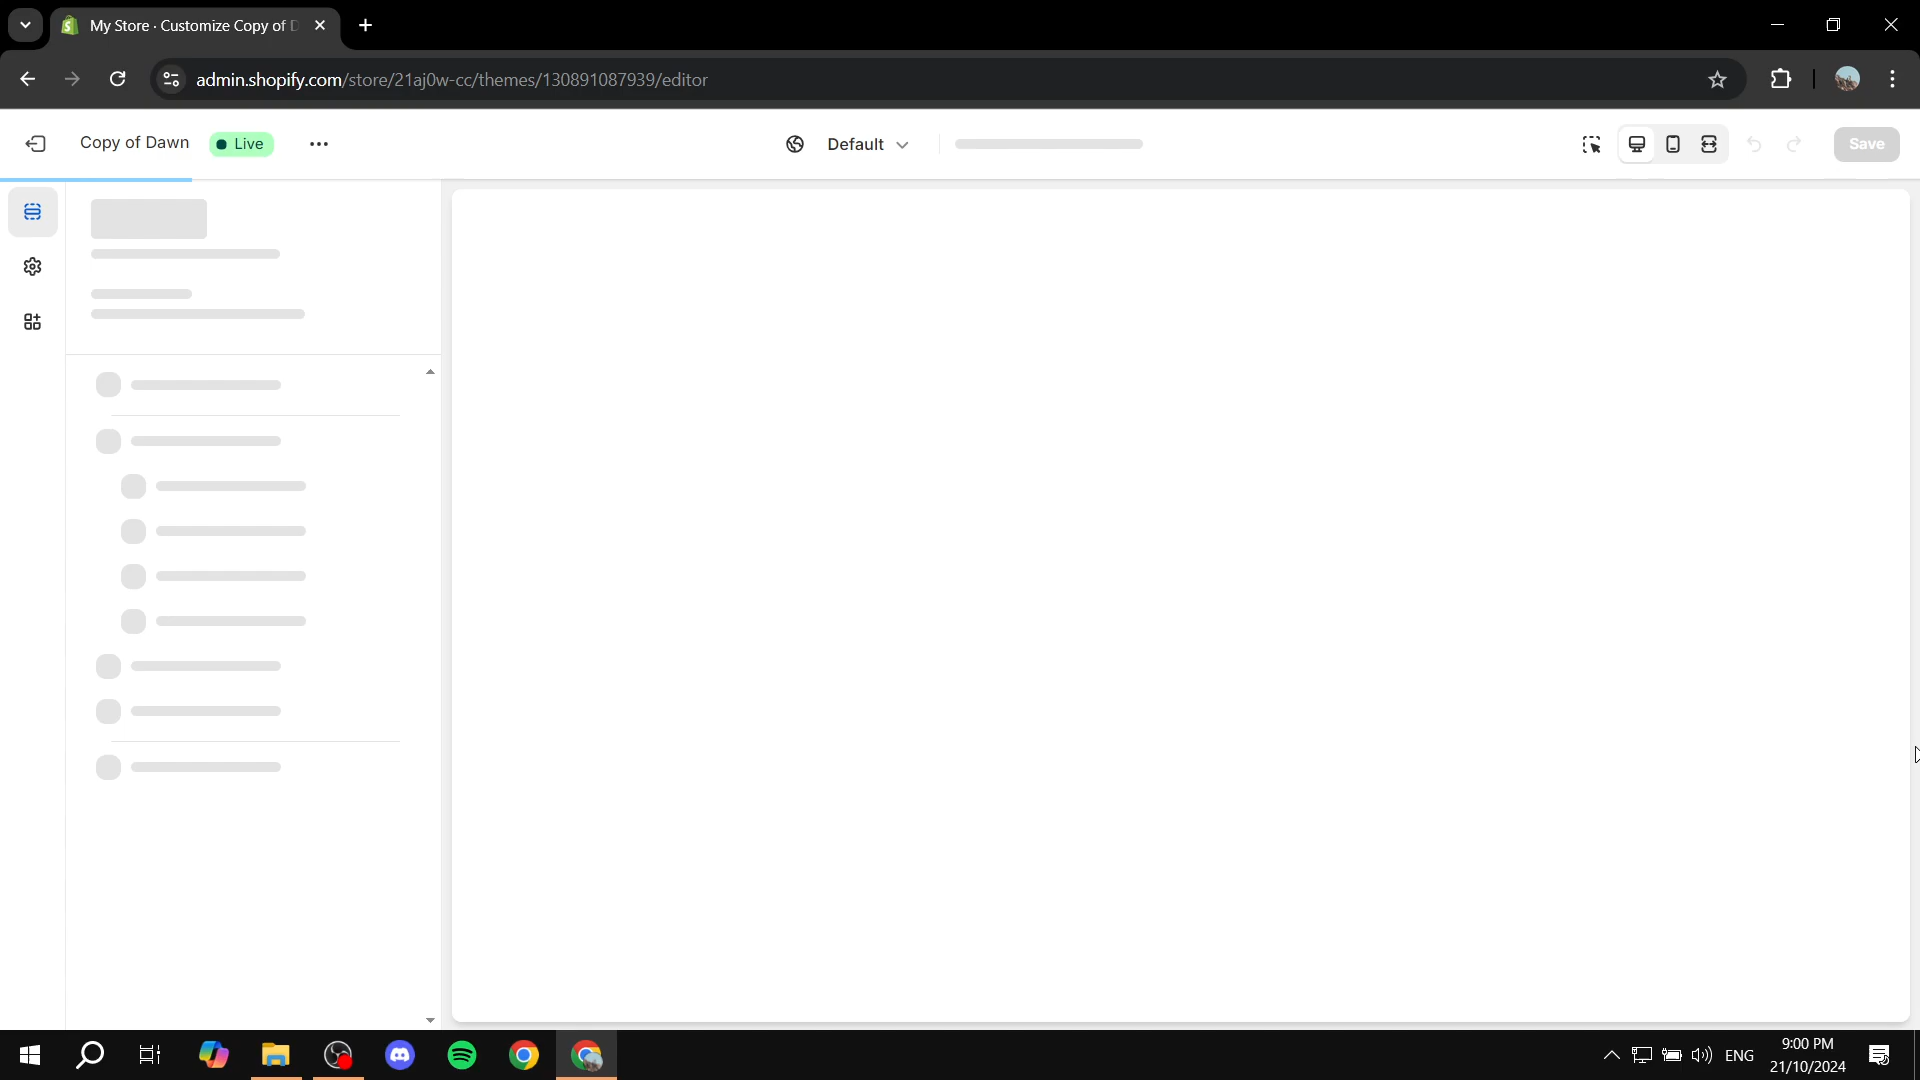 My Store · Customize Copy of D
admin.shopify.com/store/21aj0w-cc/themes/130891087939/editor
Copy of Dawn
Live
Default
Save
ENG
9:00 PM
21/10/2024